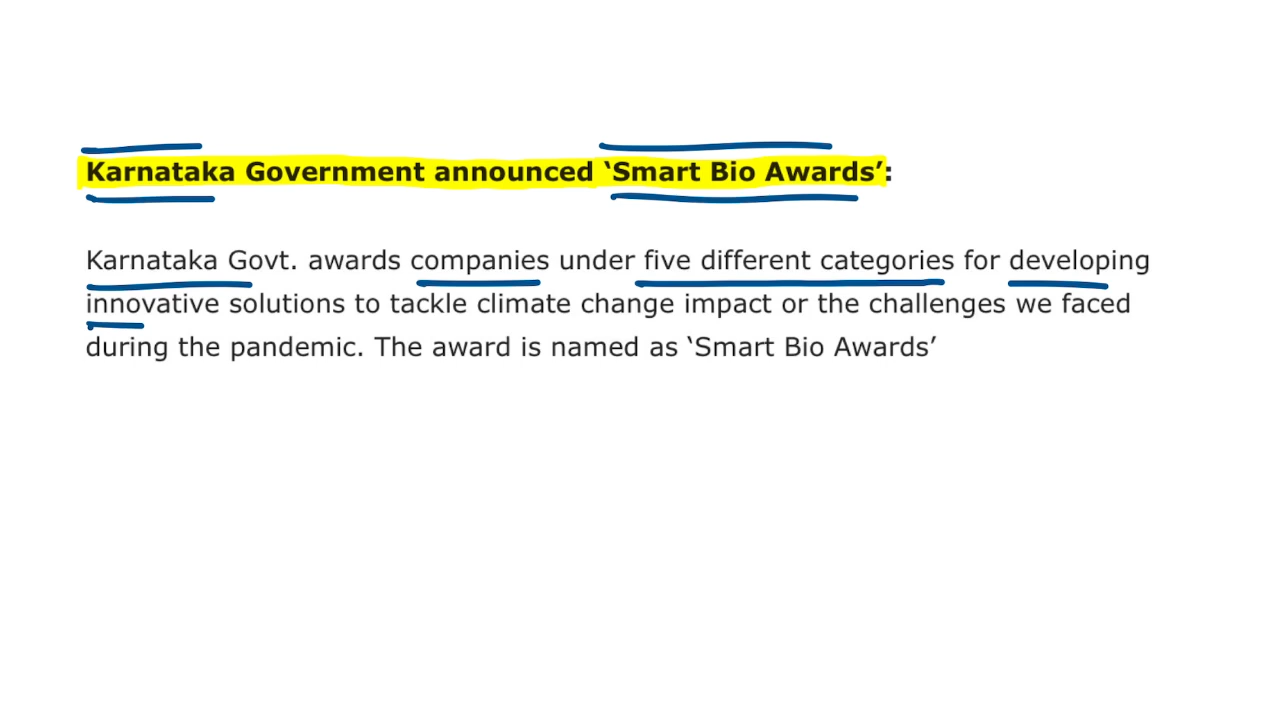 Karnataka Government announced ‘Smart Bio Awards’:
Karnataka Govt. awards companies under five different categories for developing
innovative solutions to tackle climate change impact or the challenges we faced
during the pandemic. The award is named as ‘Smart Bio Awards’